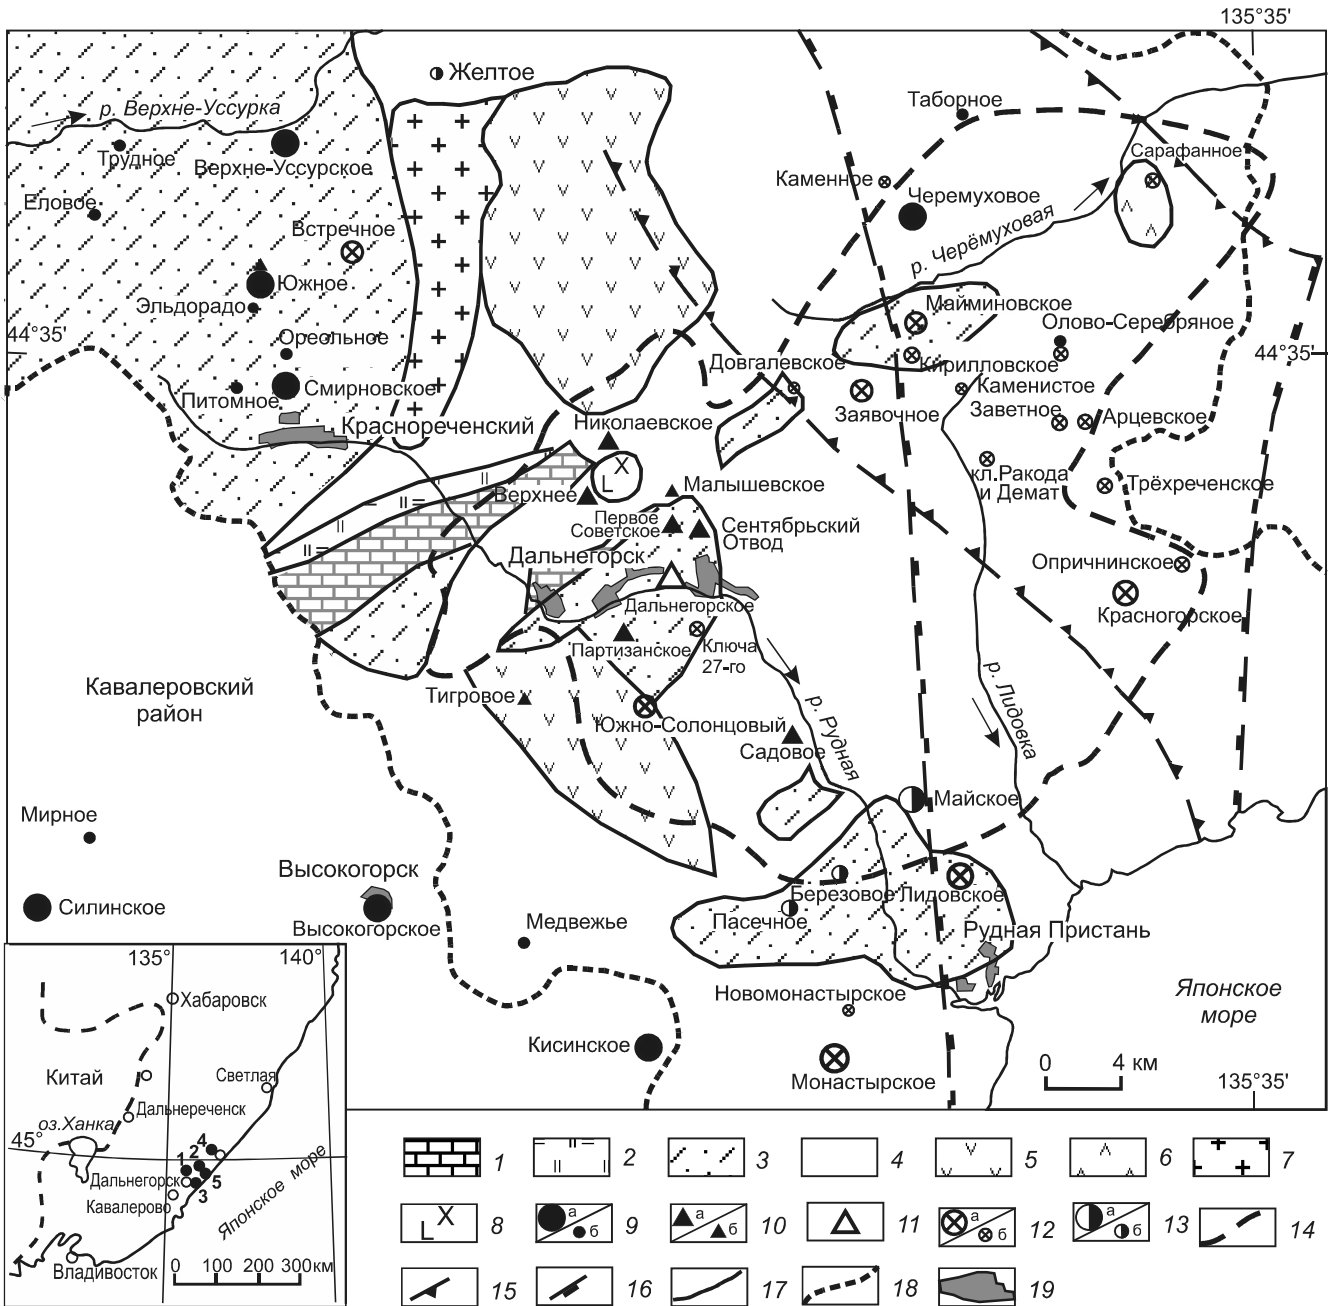 135°35'
Желтое
р. Верхне-Уссурка
Таборное
Трудное
Верхне-Уссурское
Сарафанное
Каменное
Еловое
Черемуховое
Встречное
р. Черёмуховая
Южное
Эльдорадо
Майминовское
Олово-Серебряное
44°35'
Ореольное
44°35'
Довгалевское
Кирилловское
Питомное
Смирновское
Каменистое
Заявочное
Заветное
Арцевское
Краснореченский
Николаевское
X
L
кл.Ракода
и Демат
Трёхреченское
Верхнее
Малышевское
Первое
Советское
Сентябрьский
Отвод
Дальнегорск
Опричнинское
Дальнегорское
Красногорское
Партизанское
Ключа
27-го
Кавалеровский
район
Тигровое
р. Рудная
р. Лидовка
Южно-Солонцовый
Садовое
Майское
Мирное
Высокогорск
Березовое
Лидовское
Силинское
Высокогорское
Медвежье
Пасечное
Рудная Пристань
Новомонастырское
Японское
море
Кисинское
Монастырское
0 4 км
135°35'
135°
140°
Хабаровск
Китай
Светлая
Дальнереченск
оз.Ханка
45°
4
2
1
5
3
Дальнегорск
Кавалерово
Японское море
Владивосток
0 100 200 300км
1
2
3
4
5
6
7
L X
8
а
б
9
а
б
10
11
а
б
12
а
б
13
14
15
16
17
18
19